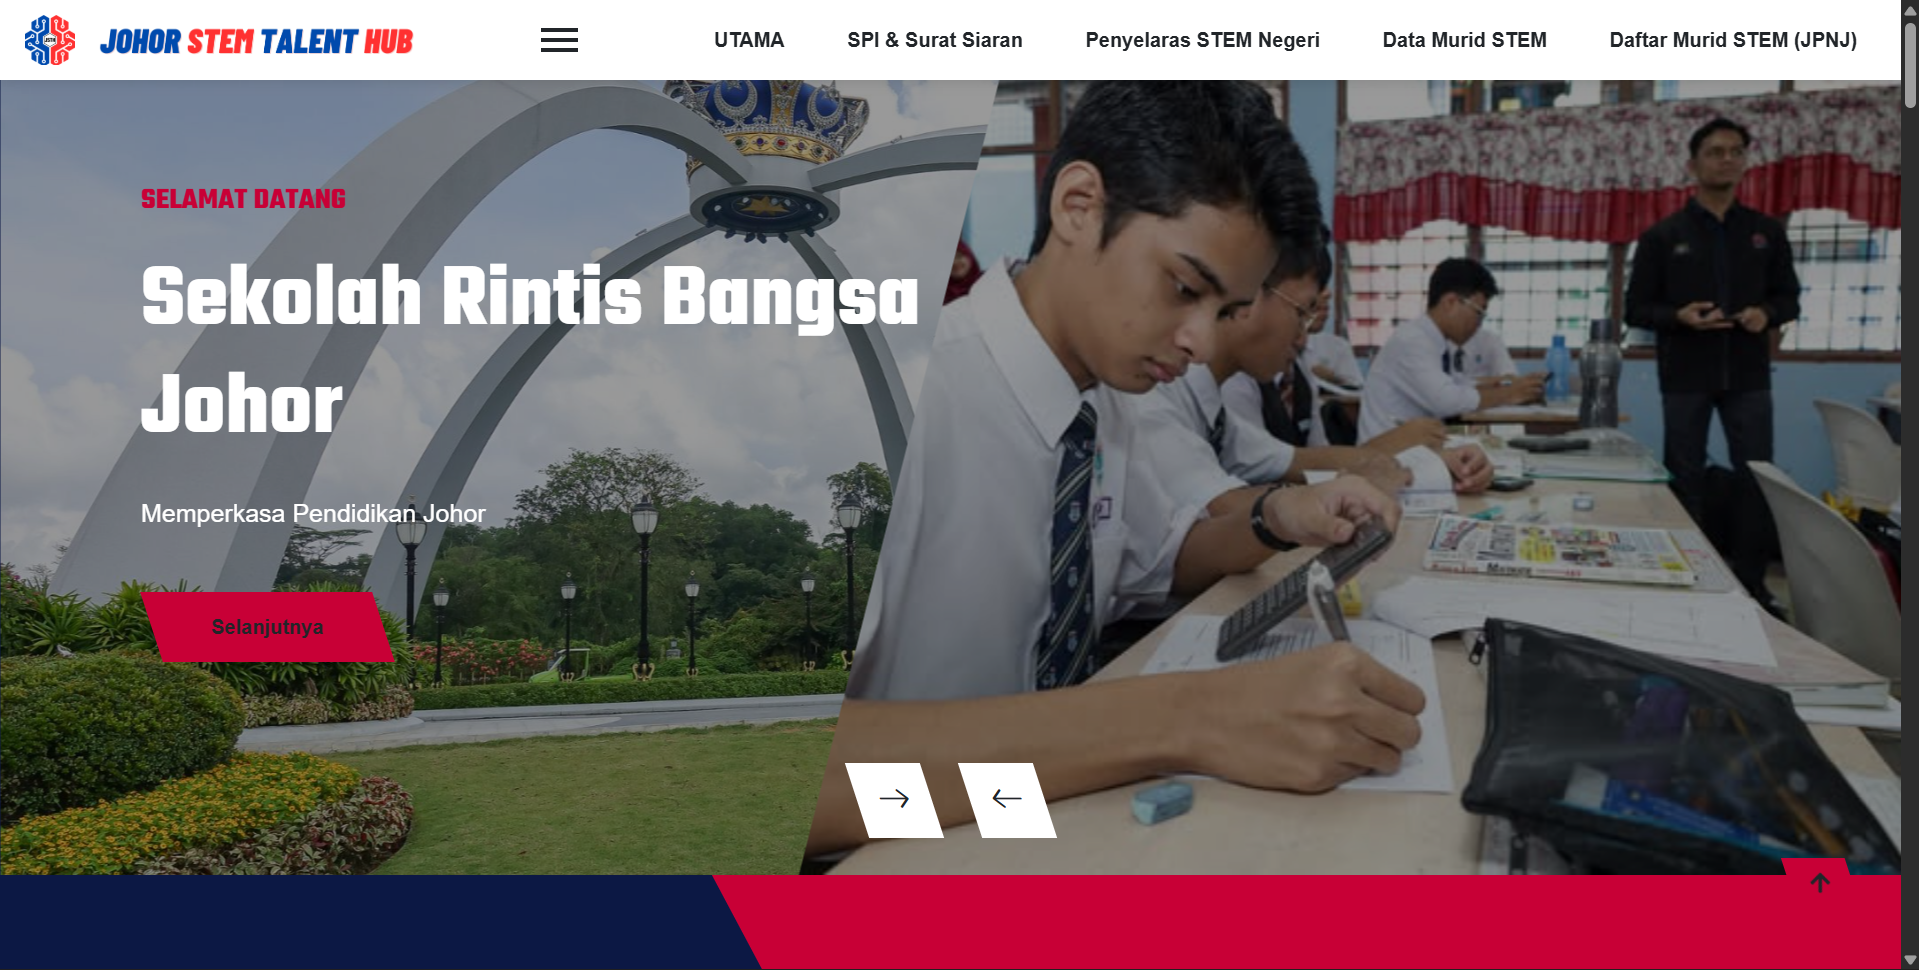 JOHOR STEM TALENT HUB
UTAMA
SPI & Surat Siaran
Penyelaras STEM Negeri
Data Murid STEM
Daftar Murid STEM (JPNJ)
SELAMAT DATANG
Sekolah Rintis Bangsa
Johor
Memperkasa Pendidikan Johor
Selanjutnya